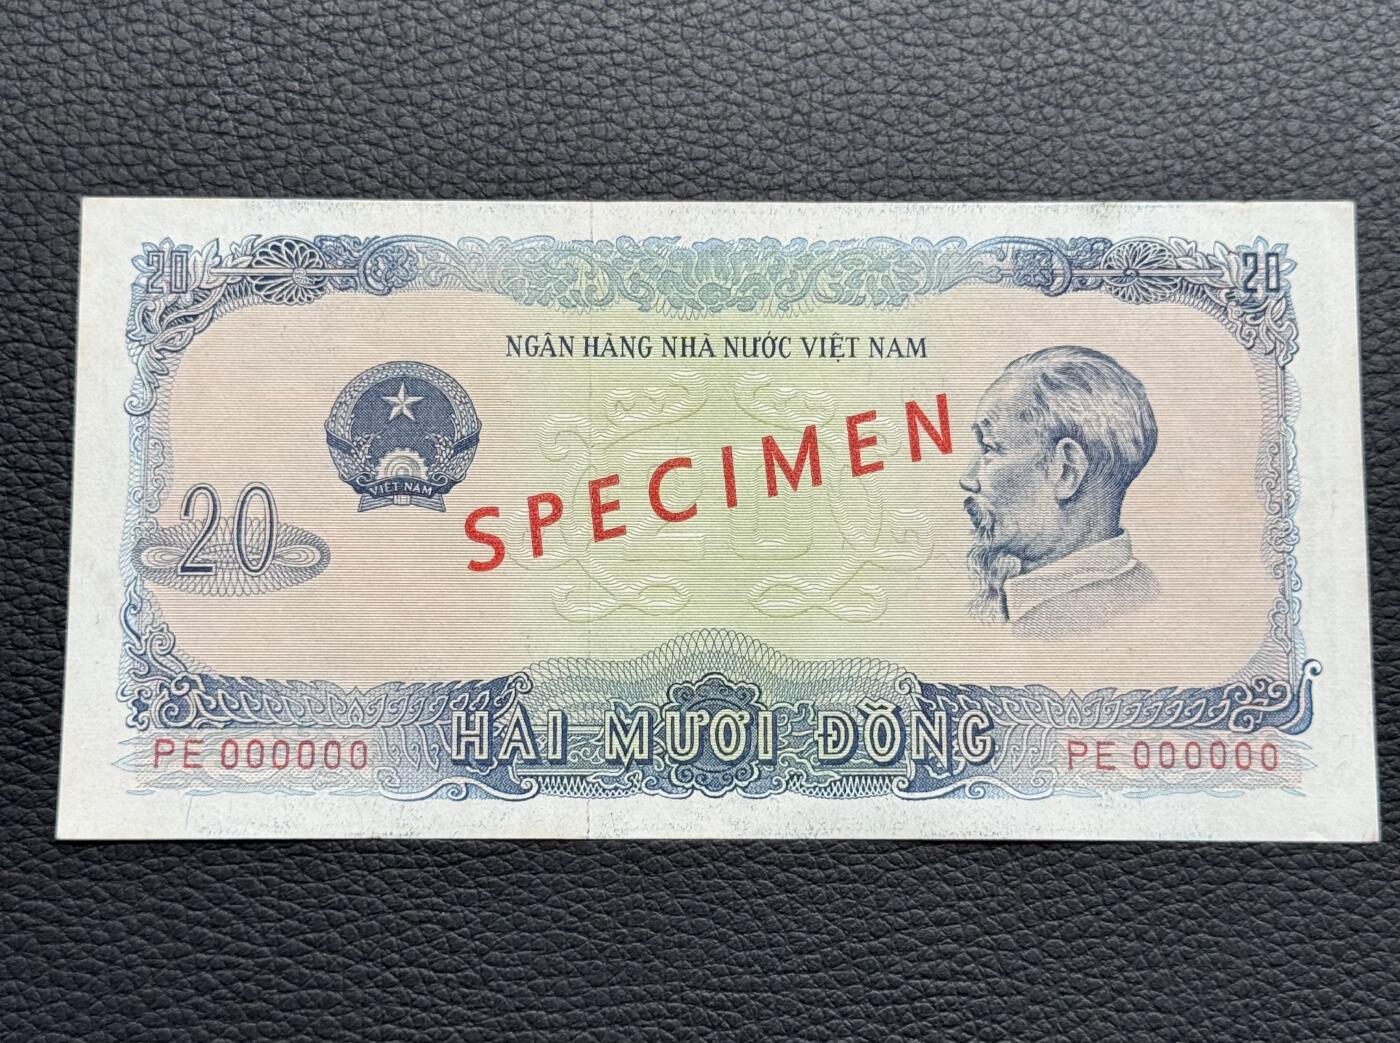 20 20
NGÂN HÀNG NHÀ NƯỚC VIỆT NAM
VIỆT NAM
SPECIMEN
20
HAI MƯƠI ĐỒNG
PE 000000 PE 000000